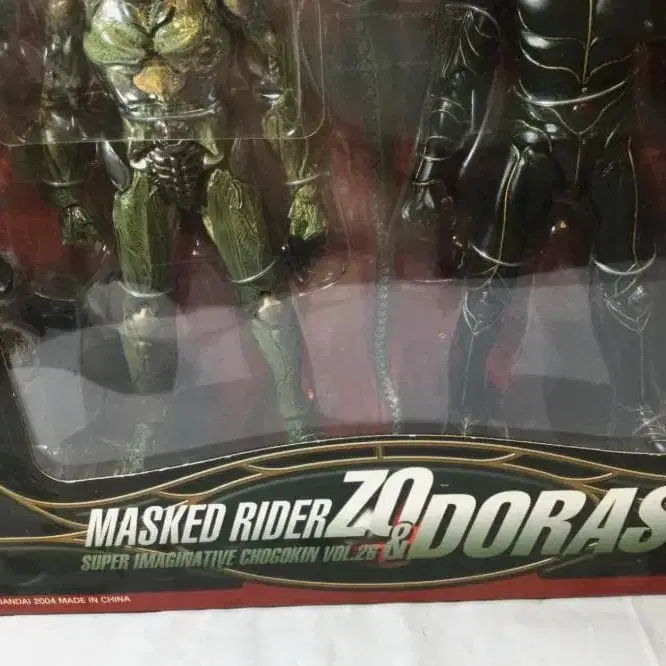 MASKED RIDER ZO & DORAS
SUPER IMAGINATIVE CHOGOKIN VOL.26
BANDAI 2004 MADE IN CHINA